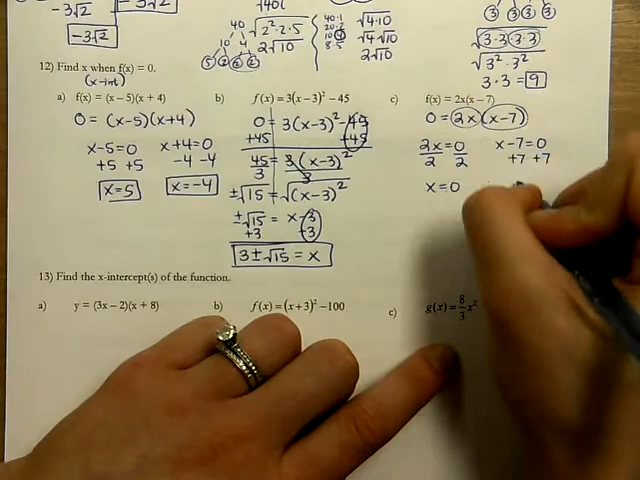 -3√2
-3√2
√40
40
10 4
√2²·2·5
2√10
40·1
20·2
8·5
√4·10
√4·√10
2√10
3 3 3 3
√3·3·3·3
√3²·3²
3·3=9
12) Find x when f(x) = 0.
(x-int)
a) f(x) = (x – 5)(x + 4)
0 = (x-5)(x+4)
x-5=0 x+4=0
+5 +5 -4 -4
x=5 x=-4
b) f(x) = 3(x – 3)² – 45
0 = 3(x-3)² - 45
+45 +45
45 = 3(x-3)²
3 3
±√15 = √(x-3)²
±√15 = x-3
+3 +3
3±√15 = x
c) f(x) = 2x(x – 7)
0 = 2x(x-7)
2x=0 x-7=0
2 2 +7 +7
x=0
13) Find the x-intercept(s) of the function.
a) y = (3x – 2)(x + 8)
b) f(x) = (x + 3)² – 100
c) g(x) = 8/3 x²